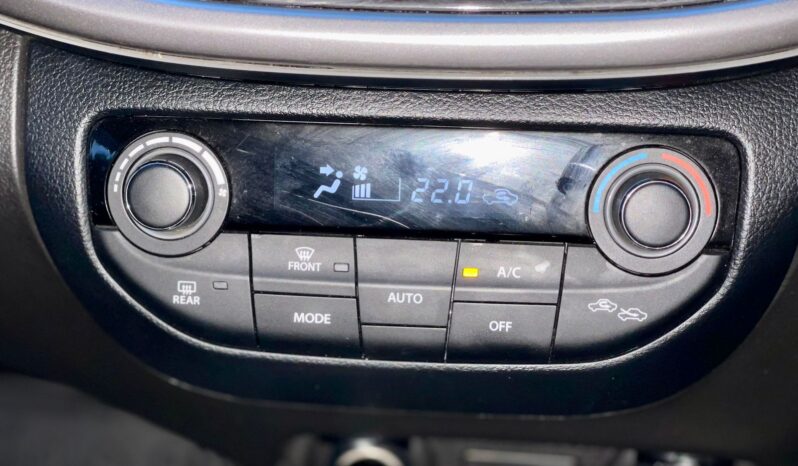 22.0
FRONT
A/C
REAR
AUTO
MODE
OFF